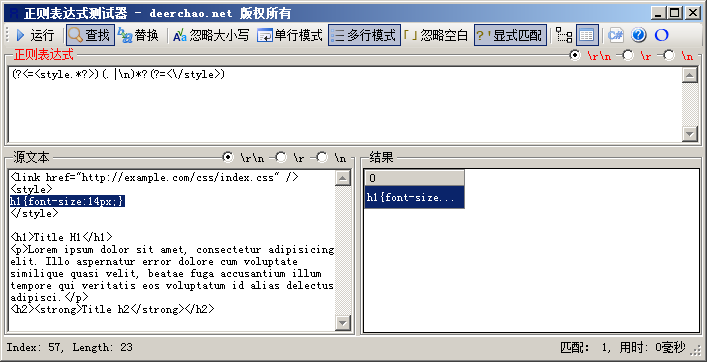 正则表达式测试器 - deerchao.net 版权所有
运行 查找 替换 忽略大小写 单行模式 多行模式 忽略空白 显式匹配 C#
正则表达式 \r\n \r \n
(?<=<style.*?>)(.|\n)*?(?=<\/style>)
源文本 \r\n \r \n
<link href="http://example.com/css/index.css" />
<style>
h1{font-size:14px;}
</style>
<h1>Title H1</h1>
<p>Lorem ipsum dolor sit amet, consectetur adipisicing
elit. Illo aspernatur error dolore cum voluptate
similique quasi velit, beatae fuga accusantium illum
tempore qui veritatis eos voluptatum id alias delectus
adipisci.</p>
<h2><strong>Title h2</strong></h2>
结果
0
h1{font-size...
Index: 57, Length: 23
匹配: 1, 用时: 0毫秒